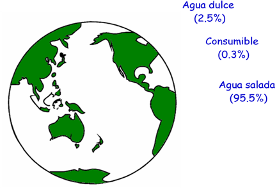 Agua dulce
(2.5%)
Consumible
(0.3%)
Agua salada
(95.5%)